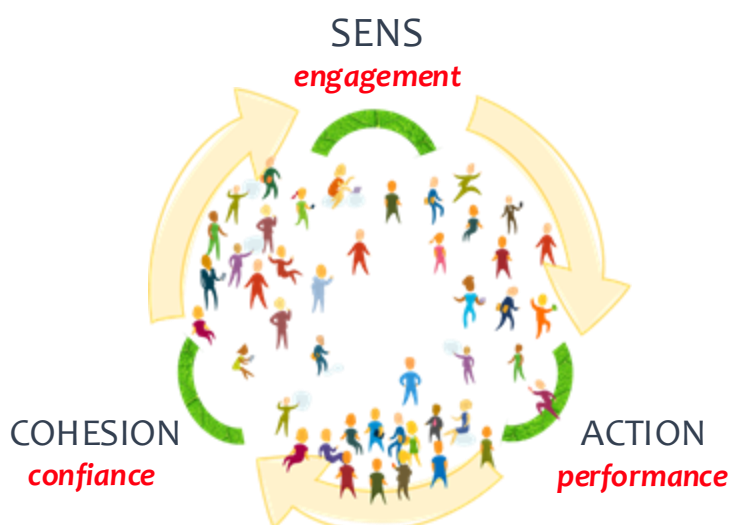 SENS
engagement
COHESION
confiance
ACTION
performance